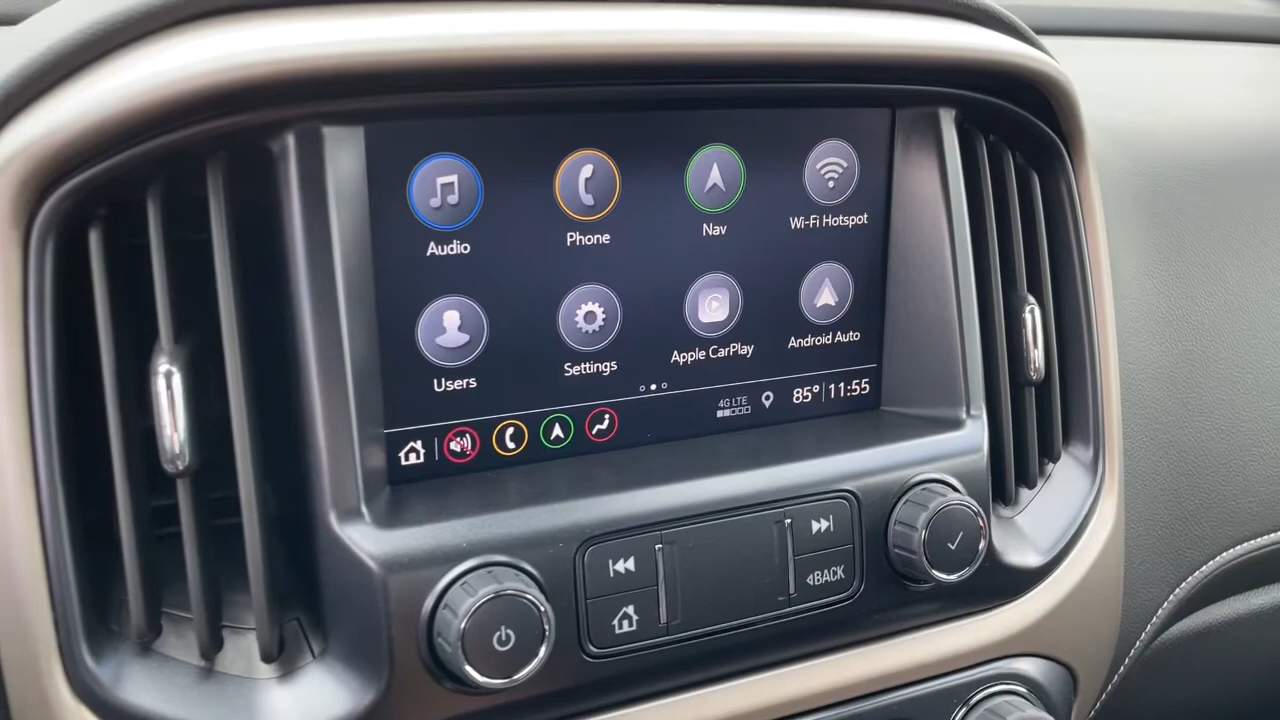 Audio
Phone
Nav
Wi-Fi Hotspot
Users
Settings
Apple CarPlay
Android Auto
4G LTE
85° 11:55
BACK